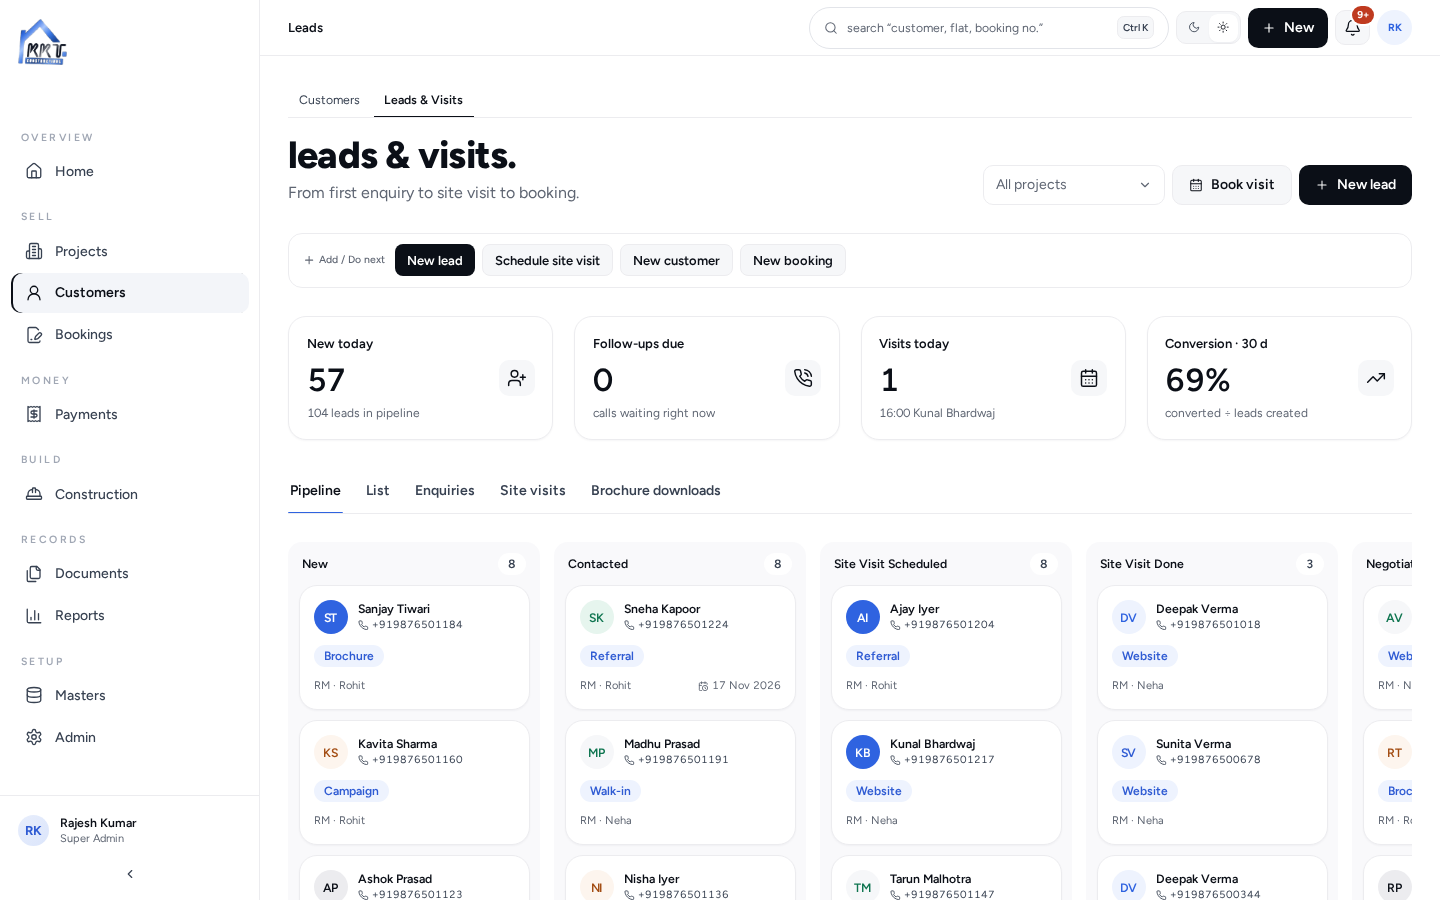 RRT
CONSTRUCTIONS
Leads
search “customer, flat, booking no.”
Ctrl K
New
9+
RK
OVERVIEW
Home
SELL
Projects
Customers
Bookings
MONEY
Payments
BUILD
Construction
RECORDS
Documents
Reports
SETUP
Masters
Admin
RK
Rajesh Kumar
Super Admin
Customers
Leads & Visits
leads & visits.
From first enquiry to site visit to booking.
All projects
Book visit
New lead
Add / Do next
New lead
Schedule site visit
New customer
New booking
New today
57
104 leads in pipeline
Follow-ups due
0
calls waiting right now
Visits today
1
16:00 Kunal Bhardwaj
Conversion · 30 d
69%
converted ÷ leads created
Pipeline
List
Enquiries
Site visits
Brochure downloads
New
8
ST
Sanjay Tiwari
+919876501184
Brochure
RM · Rohit
KS
Kavita Sharma
+919876501160
Campaign
RM · Rohit
AP
Ashok Prasad
+919876501123
Contacted
8
SK
Sneha Kapoor
+919876501224
Referral
RM · Rohit
17 Nov 2026
MP
Madhu Prasad
+919876501191
Walk-in
RM · Neha
NI
Nisha Iyer
+919876501136
Site Visit Scheduled
8
AI
Ajay Iyer
+919876501204
Referral
RM · Rohit
KB
Kunal Bhardwaj
+919876501217
Website
RM · Neha
TM
Tarun Malhotra
+919876501147
Site Visit Done
3
DV
Deepak Verma
+919876501018
Website
RM · Neha
SV
Sunita Verma
+919876500678
Website
RM · Neha
DV
Deepak Verma
+919876500344
Negotiat
AV
Web
RM · N
RT
Broc
RM · Ro
RP